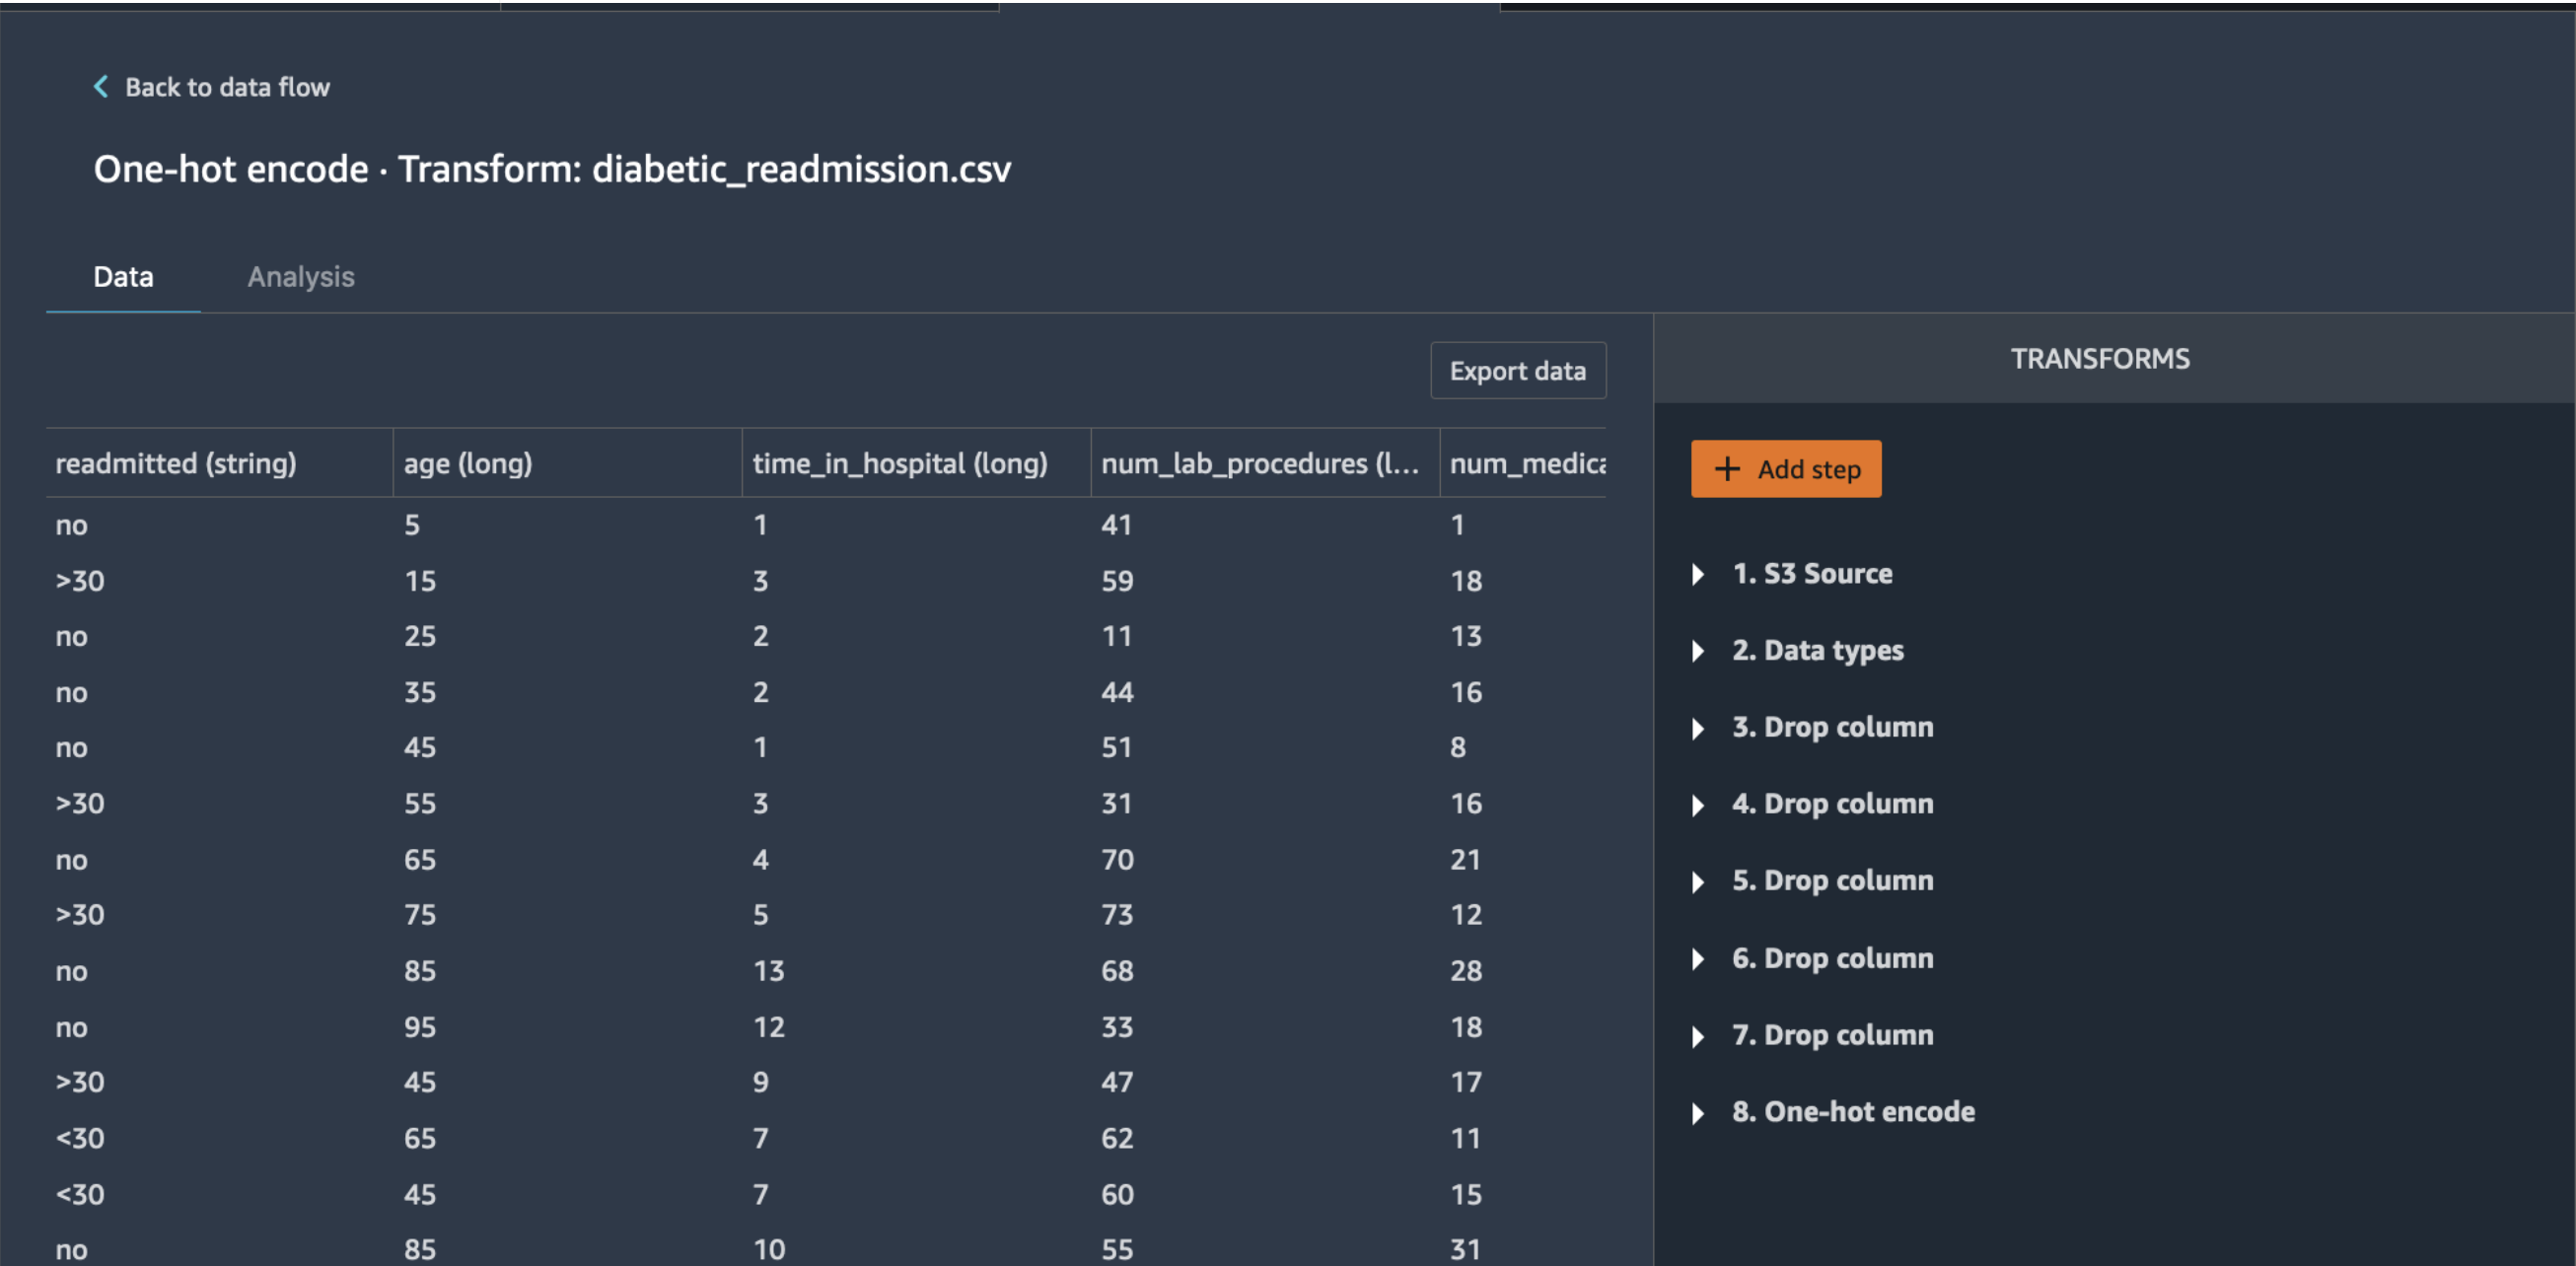 Back to data flow
One-hot encode · Transform: diabetic_readmission.csv
Data Analysis
Export data
readmitted (string) age (long) time_in_hospital (long) num_lab_procedures (l... num_medica
no 5 1 41 1
>30 15 3 59 18
no 25 2 11 13
no 35 2 44 16
no 45 1 51 8
>30 55 3 31 16
no 65 4 70 21
>30 75 5 73 12
no 85 13 68 28
no 95 12 33 18
>30 45 9 47 17
<30 65 7 62 11
<30 45 7 60 15
no 85 10 55 31
TRANSFORMS
+ Add step
1. S3 Source
2. Data types
3. Drop column
4. Drop column
5. Drop column
6. Drop column
7. Drop column
8. One-hot encode